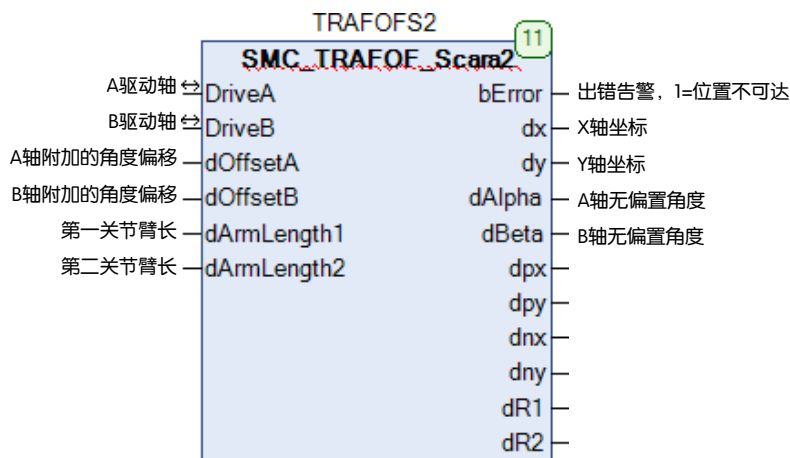 TRAFOFS2
11
SMC_TRAFOF_Scara2
A驱动轴 DriveA bError 出错告警，1=位置不可达
B驱动轴 DriveB dx X轴坐标
A轴附加的角度偏移 dOffsetA dy Y轴坐标
B轴附加的角度偏移 dOffsetB dAlpha A轴无偏置角度
第一关节臂长 dArmLength1 dBeta B轴无偏置角度
第二关节臂长 dArmLength2 dpx
dpy
dnx
dny
dR1
dR2